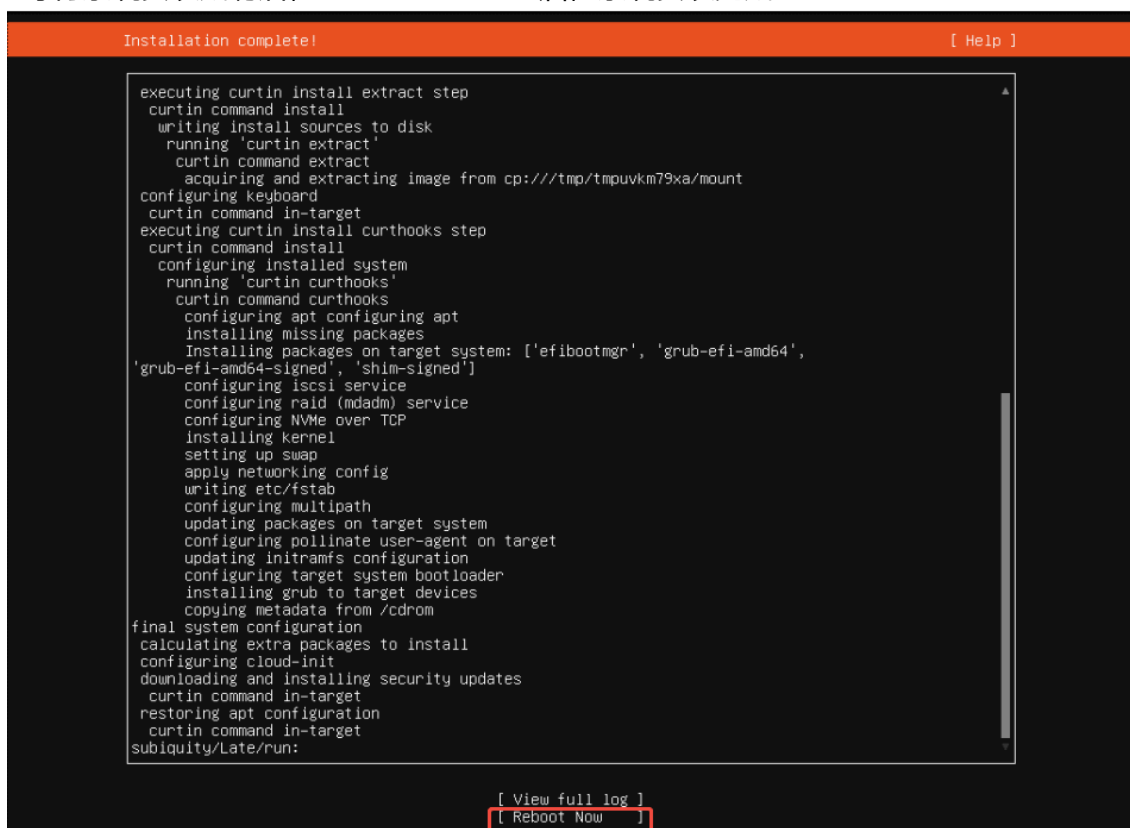 Installation complete!
[ Help ]
executing curtin install extract step
curtin command install
writing install sources to disk
running 'curtin extract'
curtin command extract
acquiring and extracting image from cp:///tmp/tmpuvkm79xa/mount
configuring keyboard
curtin command in-target
executing curtin install curthooks step
curtin command install
configuring installed system
running 'curtin curthooks'
curtin command curthooks
configuring apt configuring apt
installing missing packages
Installing packages on target system: ['efibootmgr', 'grub-efi-amd64',
'grub-efi-amd64-signed', 'shim-signed']
configuring iscsi service
configuring raid (mdadm) service
configuring NVMe over TCP
installing kernel
setting up swap
apply networking config
writing etc/fstab
configuring multipath
updating packages on target system
configuring pollinate user-agent on target
updating initramfs configuration
configuring target system bootloader
installing grub to target devices
copying metadata from /cdrom
final system configuration
calculating extra packages to install
configuring cloud-init
downloading and installing security updates
curtin command in-target
restoring apt configuration
curtin command in-target
subiquity/Late/run:
[ View full log ]
[ Reboot Now ]